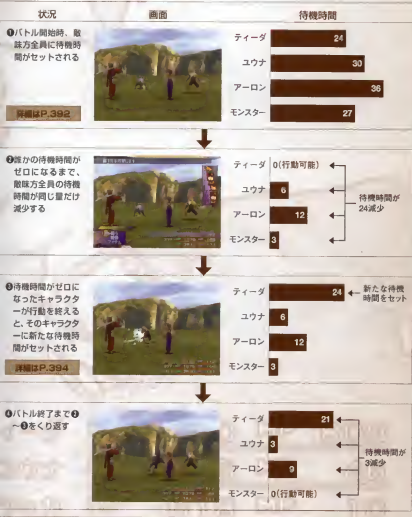 状況
画面
待機時間
❶バトル開始時、敵
味方全員に待機時
間がセットされる
詳細はP.392
ティーダ 24
ユウナ 30
アーロン 36
モンスター 27
❷誰かの待機時間が
ゼロになるまで、
敵味方全員の待機
時間が同じ量だけ
減少する
ティーダ 0(行動可能)
ユウナ 6
アーロン 12
モンスター 3
待機時間が
24減少
❸待機時間がゼロに
なったキャラクタ
ーが行動を終える
と、そのキャラクタ
ーに新たな待機時
間がセットされる
詳細はP.394
ティーダ 24
ユウナ 6
アーロン 12
モンスター 3
新たな待機
時間をセット
❹バトル終了まで❷
～❸をくり返す
ティーダ 21
ユウナ 3
アーロン 9
モンスター 0(行動可能)
待機時間が
3減少